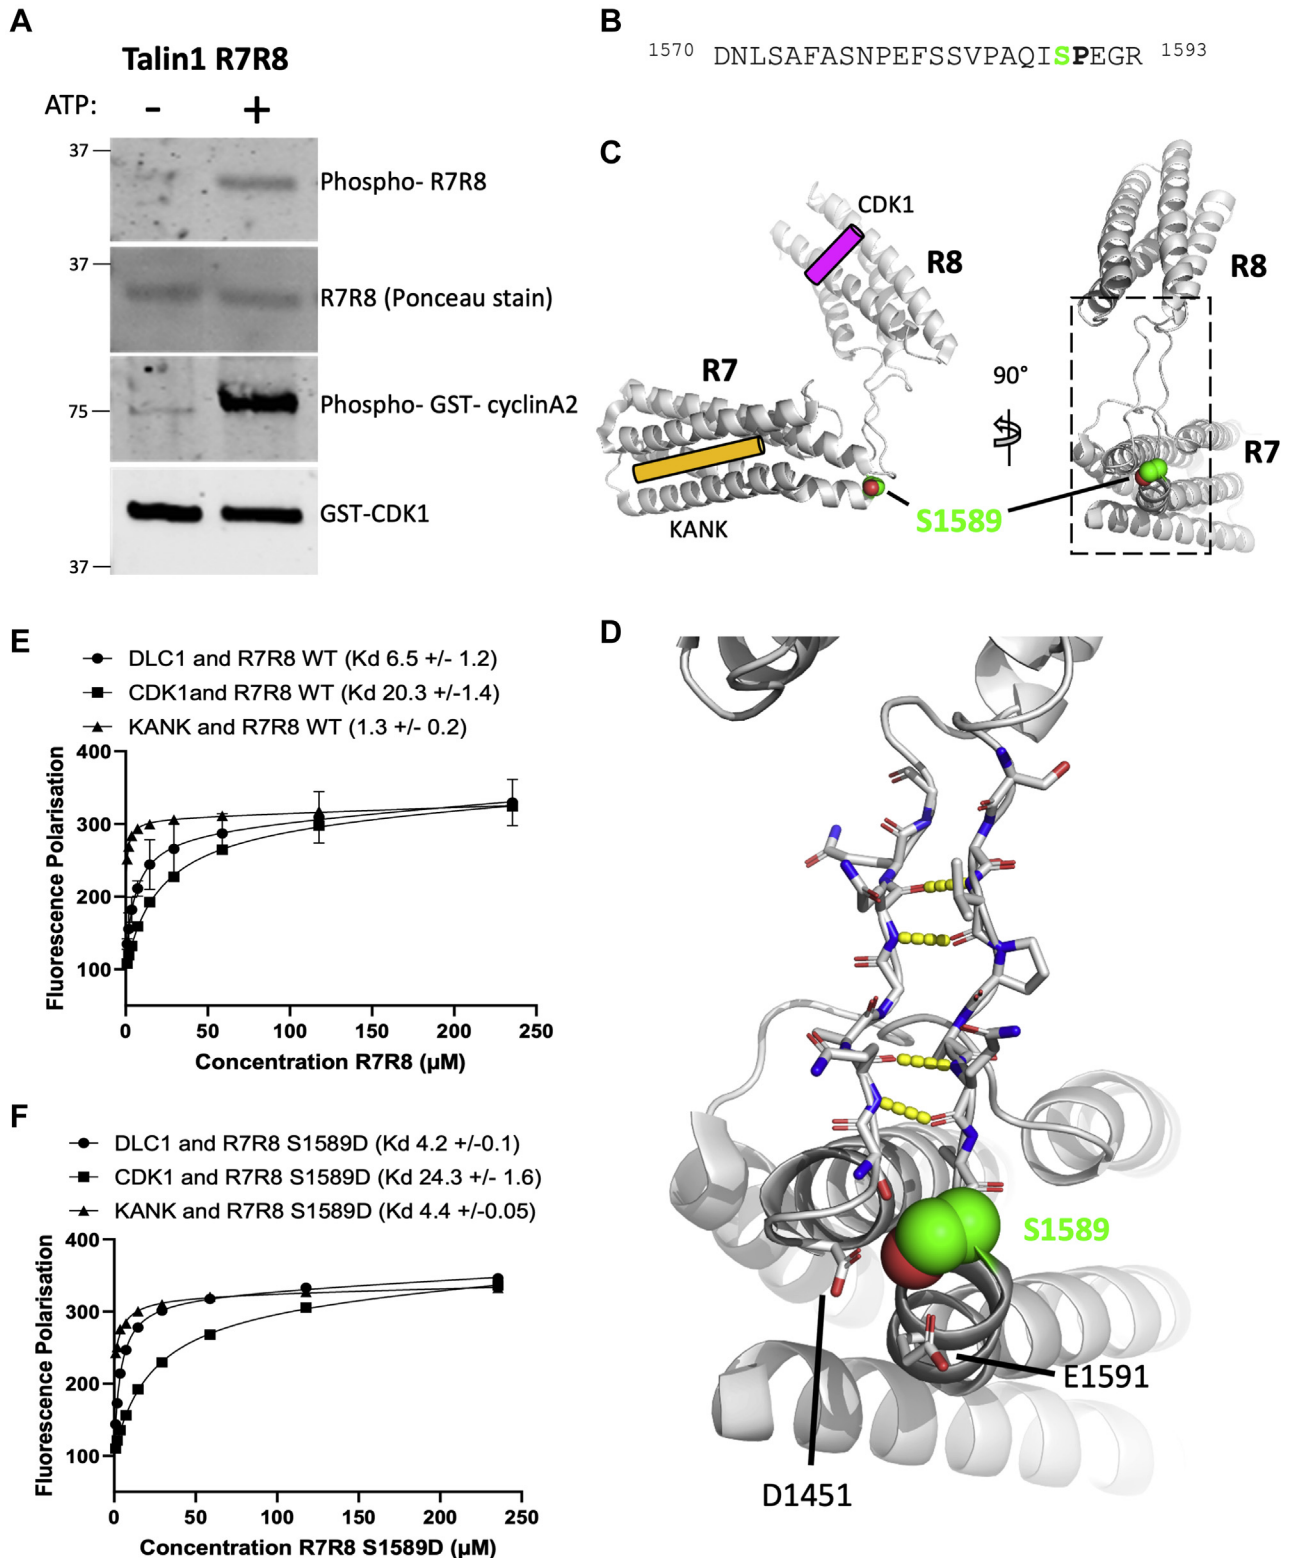 A
Talin1 R7R8
ATP: - +
37
Phospho- R7R8
37
R7R8 (Ponceau stain)
75
Phospho- GST- cyclinA2
GST-CDK1
37
B
1570 DNLSAFASNPEFSSVPAQISPEGR 1593
C
CDK1
R8
R7
KANK
S1589
90°
R8
R7
E
DLC1 and R7R8 WT (Kd 6.5 +/- 1.2)
CDK1and R7R8 WT (Kd 20.3 +/-1.4)
KANK and R7R8 WT (1.3 +/- 0.2)
Fluorescence Polarisation
400
300
200
100
0 50 100 150 200 250
Concentration R7R8 (µM)
F
DLC1 and R7R8 S1589D (Kd 4.2 +/-0.1)
CDK1 and R7R8 S1589D (Kd 24.3 +/- 1.6)
KANK and R7R8 S1589D (Kd 4.4 +/-0.05)
Fluorescence Polarisation
400
300
200
100
0 50 100 150 200 250
Concentration R7R8 S1589D (µM)
D
S1589
E1591
D1451